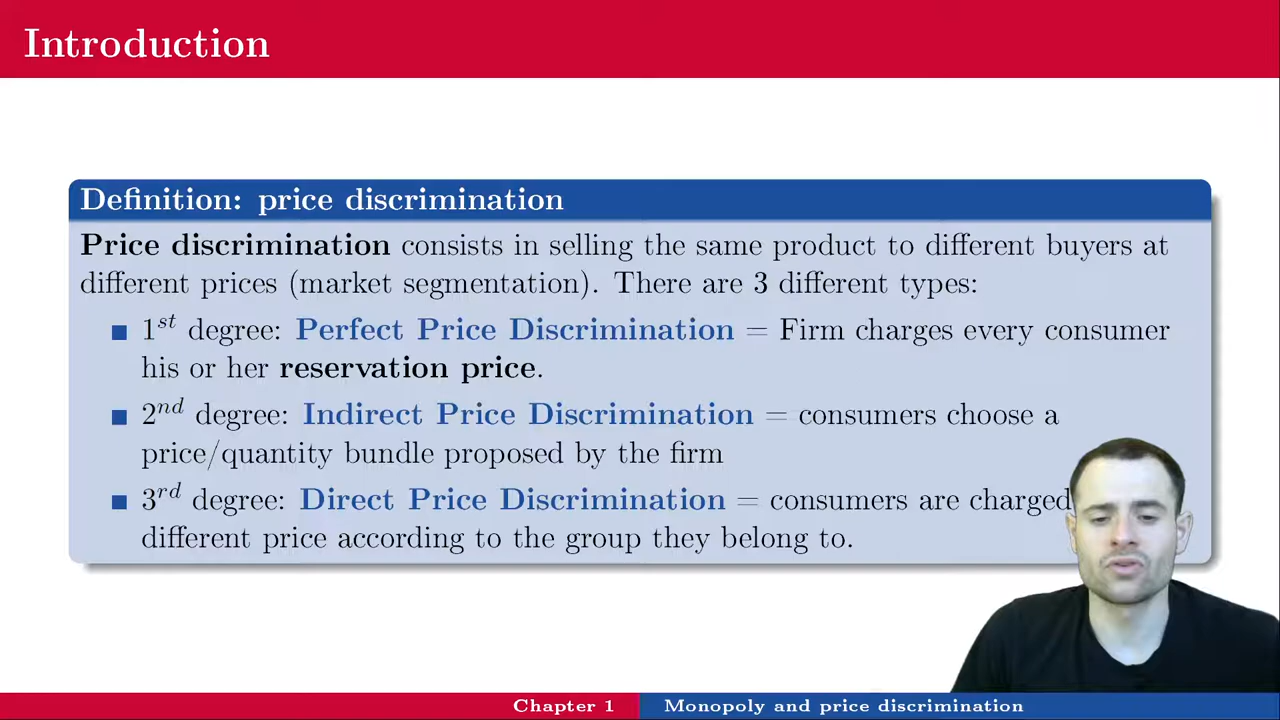 Introduction
Definition: price discrimination
Price discrimination consists in selling the same product to different buyers at
different prices (market segmentation). There are 3 different types:
1st degree: Perfect Price Discrimination = Firm charges every consumer
his or her reservation price.
2nd degree: Indirect Price Discrimination = consumers choose a
price/quantity bundle proposed by the firm
3rd degree: Direct Price Discrimination = consumers are charged
different price according to the group they belong to.
Chapter 1 Monopoly and price discrimination